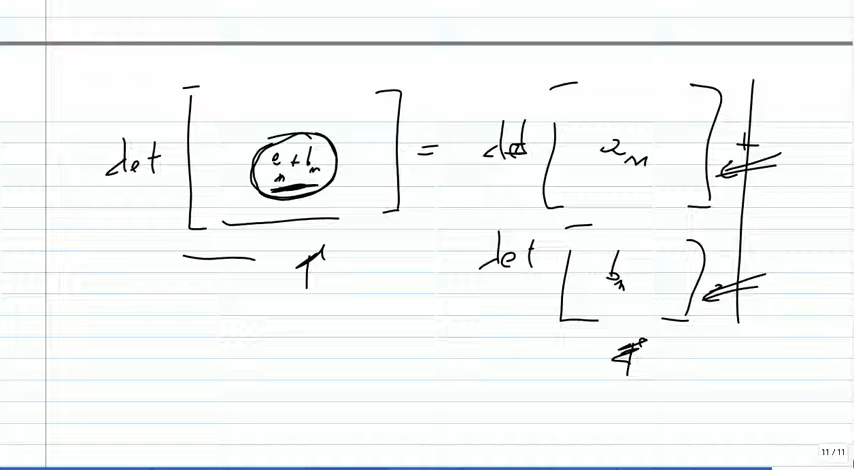 det [ a_n + b_n ] = det [ a_n ] +
det [ b_n ]
11 / 11